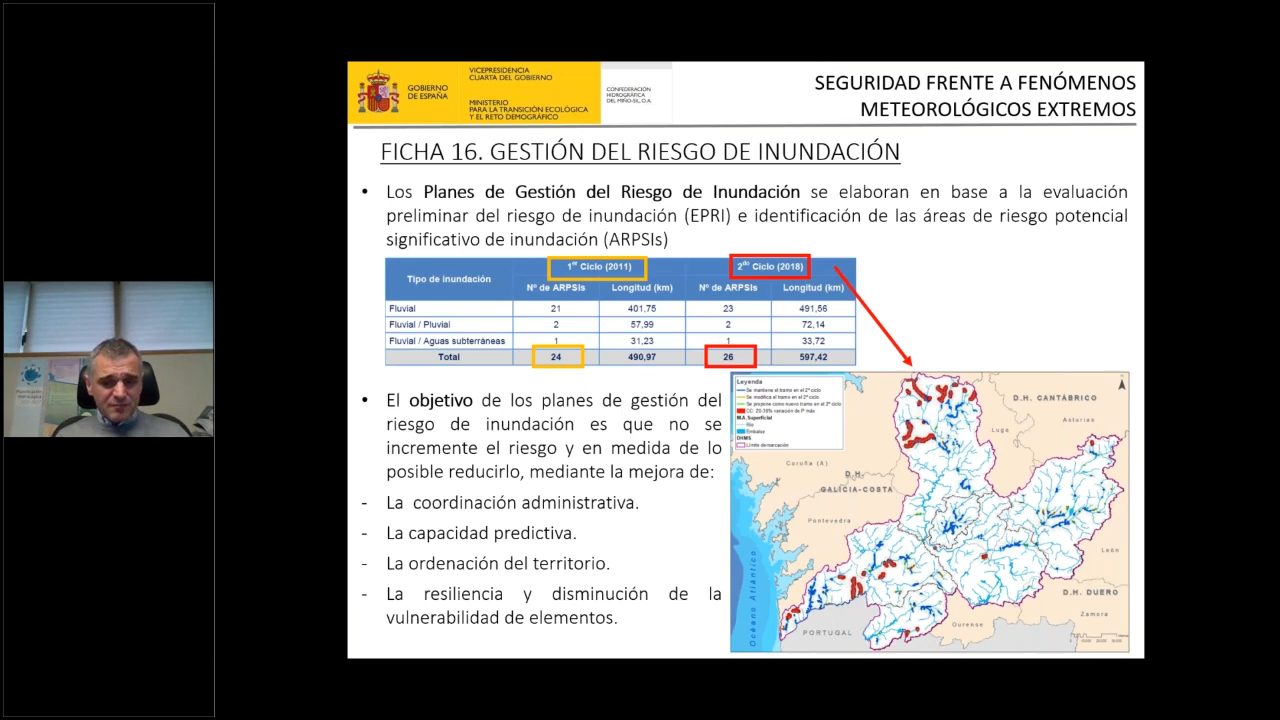 GOBIERNO
DE ESPAÑA
VICEPRESIDENCIA
CUARTA DEL GOBIERNO
MINISTERIO
PARA LA TRANSICIÓN ECOLÓGICA
Y EL RETO DEMOGRÁFICO
CONFEDERACIÓN
HIDROGRÁFICA
DEL MIÑO-SIL, O.A.
SEGURIDAD FRENTE A FENÓMENOS
METEOROLÓGICOS EXTREMOS
FICHA 16. GESTIÓN DEL RIESGO DE INUNDACIÓN
• Los Planes de Gestión del Riesgo de Inundación se elaboran en base a la evaluación
preliminar del riesgo de inundación (EPRI) e identificación de las áreas de riesgo potencial
significativo de inundación (ARPSIs)
Tipo de inundación 1er Ciclo (2011) 2do Ciclo (2018)
Nº de ARPSIs Longitud (km) Nº de ARPSIs Longitud (km)
Fluvial 21 401,75 23 491,56
Fluvial / Pluvial 2 57,99 2 72,14
Fluvial / Aguas subterráneas 1 31,23 1 33,72
Total 24 490,97 26 597,42
• El objetivo de los planes de gestión del
riesgo de inundación es que no se
incremente el riesgo y en medida de lo
posible reducirlo, mediante la mejora de:
- La coordinación administrativa.
- La capacidad predictiva.
- La ordenación del territorio.
- La resiliencia y disminución de la
vulnerabilidad de elementos.
Leyenda
Se mantiene el tramo en el 2º ciclo
Se modifica el tramo en el 2º ciclo
Se propone como nuevo tramo en 2º ciclo
CC: 20-30% variación de Pº más
M.A. Superficial
Río
Embalse
DHMS
Límite demarcación
D.H. CANTÁBRICO
Asturias
Lugo
Coruña (A)
D.H.
GALICIA-COSTA
Pontevedra
León
D.H. DUERO
Zamora
Ourense
PORTUGAL
Océano Atlántico